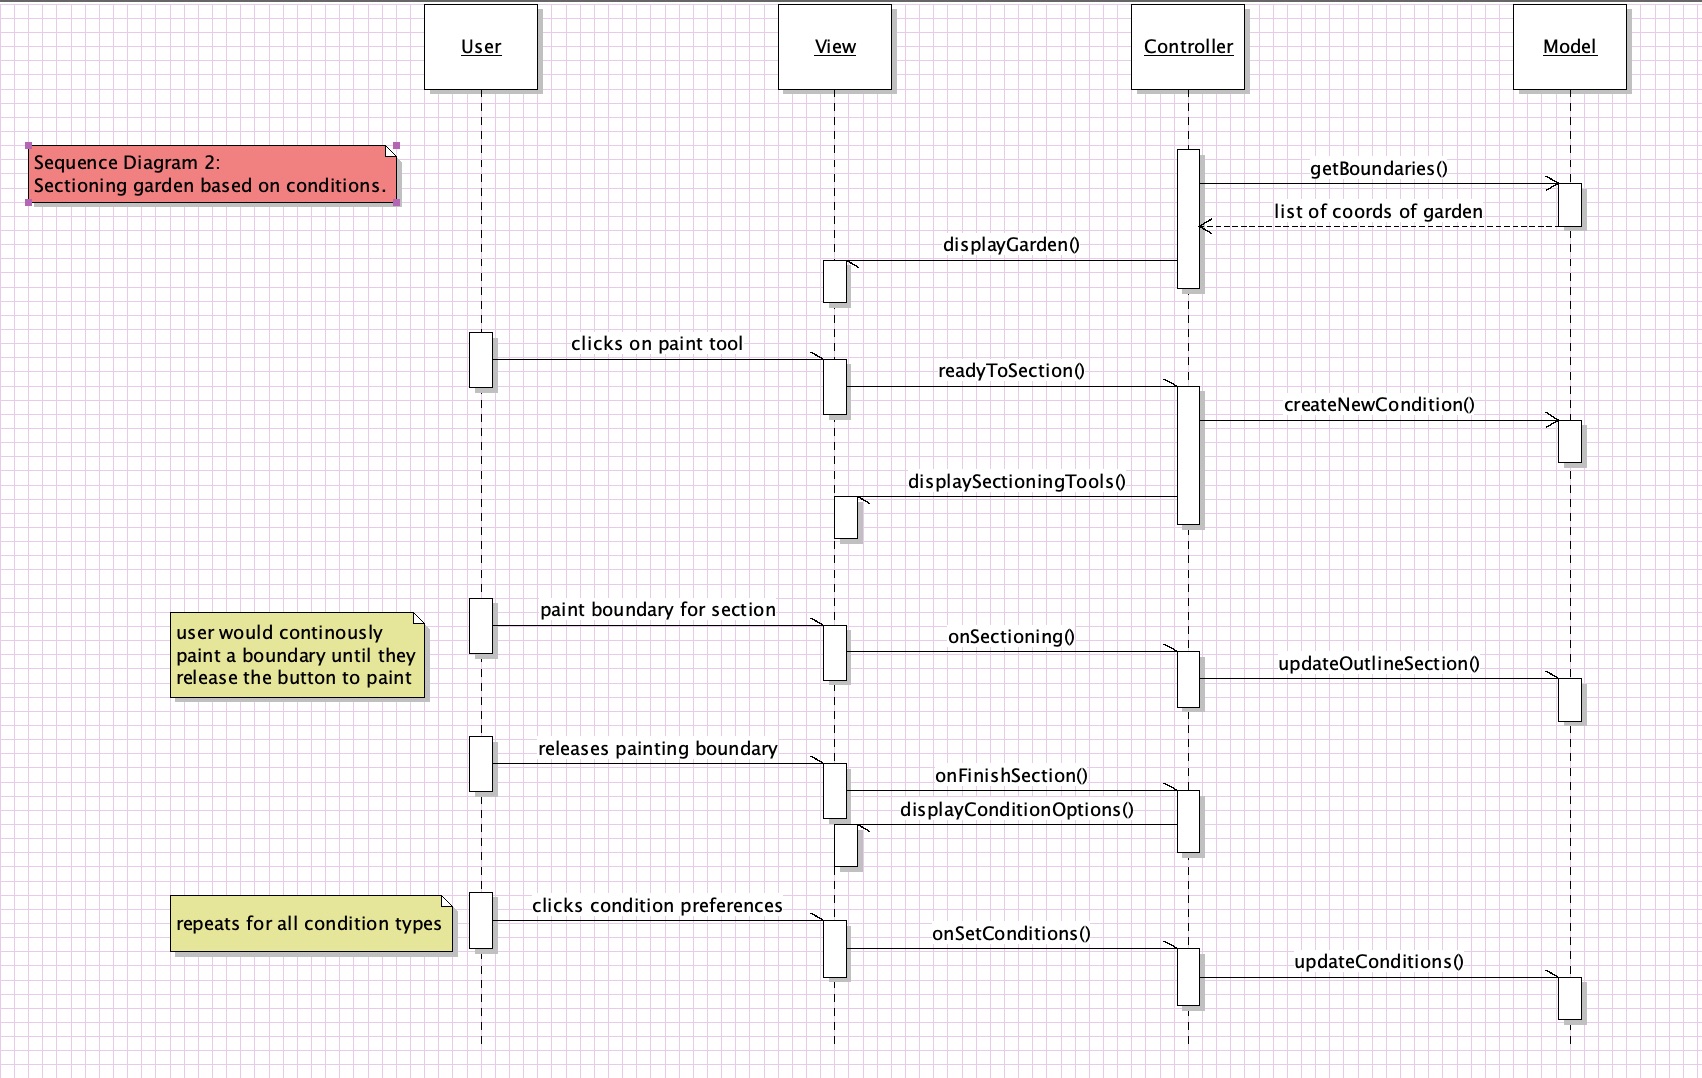 User
View
Controller
Model
Sequence Diagram 2:
Sectioning garden based on conditions.
getBoundaries()
list of coords of garden
displayGarden()
clicks on paint tool
readyToSection()
createNewCondition()
displaySectioningTools()
user would continously
paint a boundary until they
release the button to paint
paint boundary for section
onSectioning()
updateOutlineSection()
releases painting boundary
onFinishSection()
displayConditionOptions()
repeats for all condition types
clicks condition preferences
onSetConditions()
updateConditions()